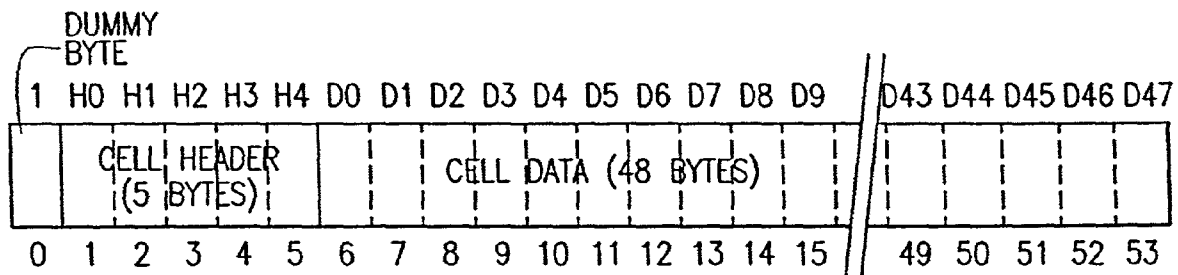 DUMMY
BYTE
1 H0 H1 H2 H3 H4 D0 D1 D2 D3 D4 D5 D6 D7 D8 D9 D43 D44 D45 D46 D47
CELL HEADER
(5 BYTES)
CELL DATA (48 BYTES)
0 1 2 3 4 5 6 7 8 9 10 11 12 13 14 15 49 50 51 52 53